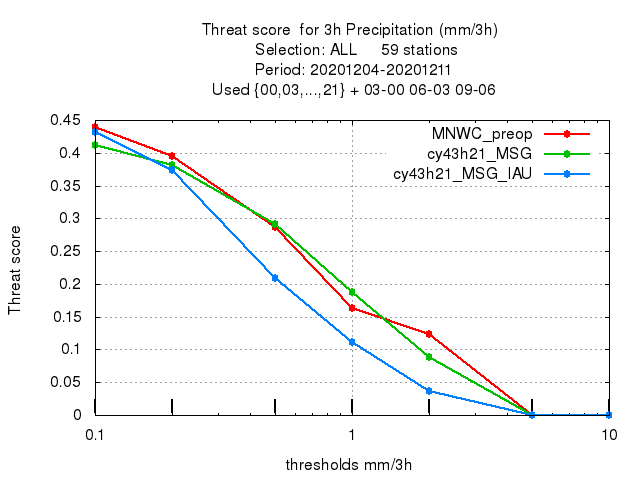 Threat score  for 3h Precipitation (mm/3h)
Selection: ALL     59 stations
Period: 20201204-20201211
Used {00,03,...,21} + 03-00 06-03 09-06
MNWC_preop
cy43h21_MSG
cy43h21_MSG_IAU
Threat score
0.45
0.4
0.35
0.3
0.25
0.2
0.15
0.1
0.05
0
0.1 1 10
thresholds mm/3h